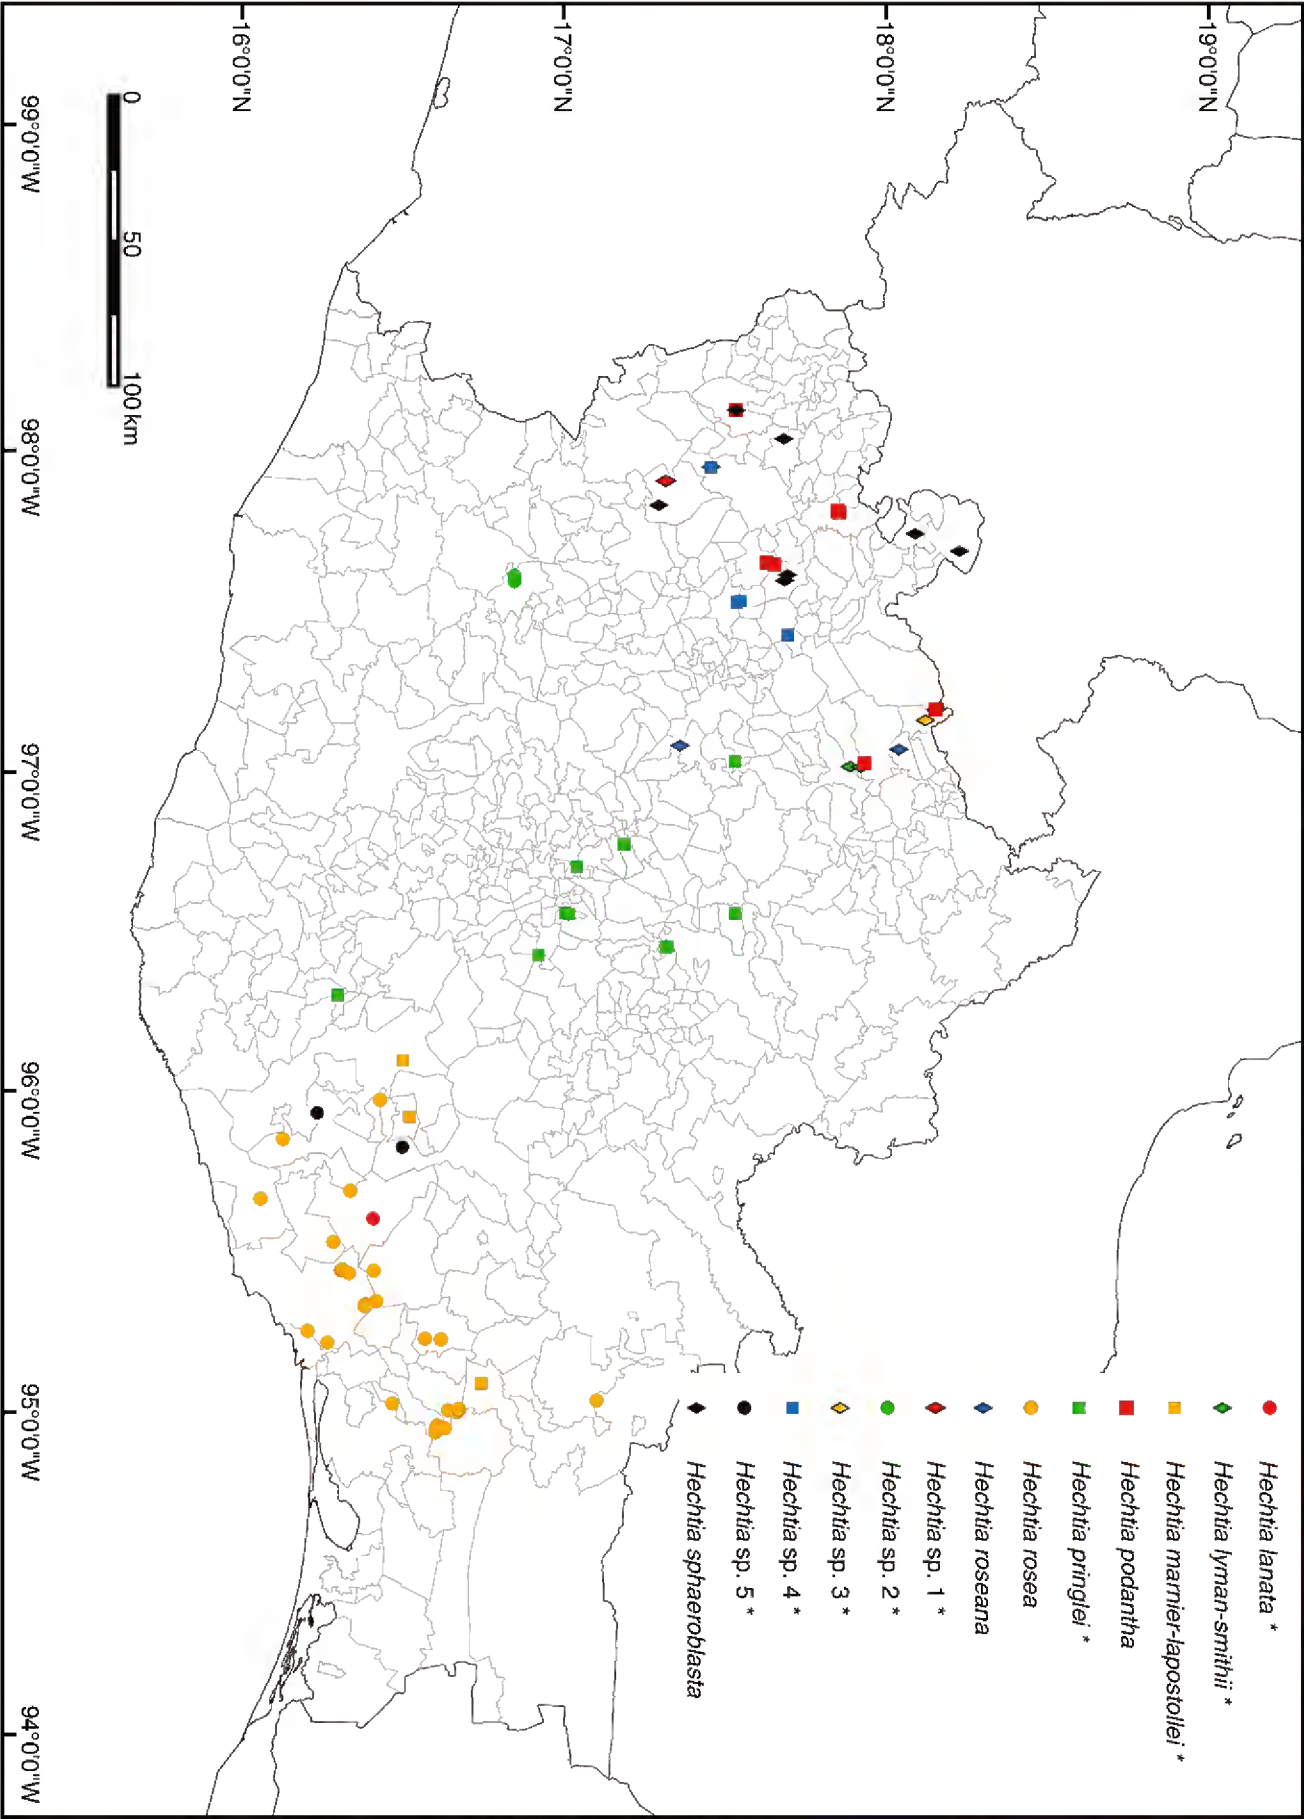 19°0'0"N
18°0'0"N
17°0'0"N
16°0'0"N
99°0'0"W
98°0'0"W
97°0'0"W
96°0'0"W
95°0'0"W
94°0'0"W
0 50 100 km
Hechtia lanata *
Hechtia lyman-smithii *
Hechtia marnier-lapostollei *
Hechtia podantha
Hechtia pringlei *
Hechtia rosea
Hechtia roseana
Hechtia sp. 1 *
Hechtia sp. 2 *
Hechtia sp. 3 *
Hechtia sp. 4 *
Hechtia sp. 5 *
Hechtia sphaeroblasta